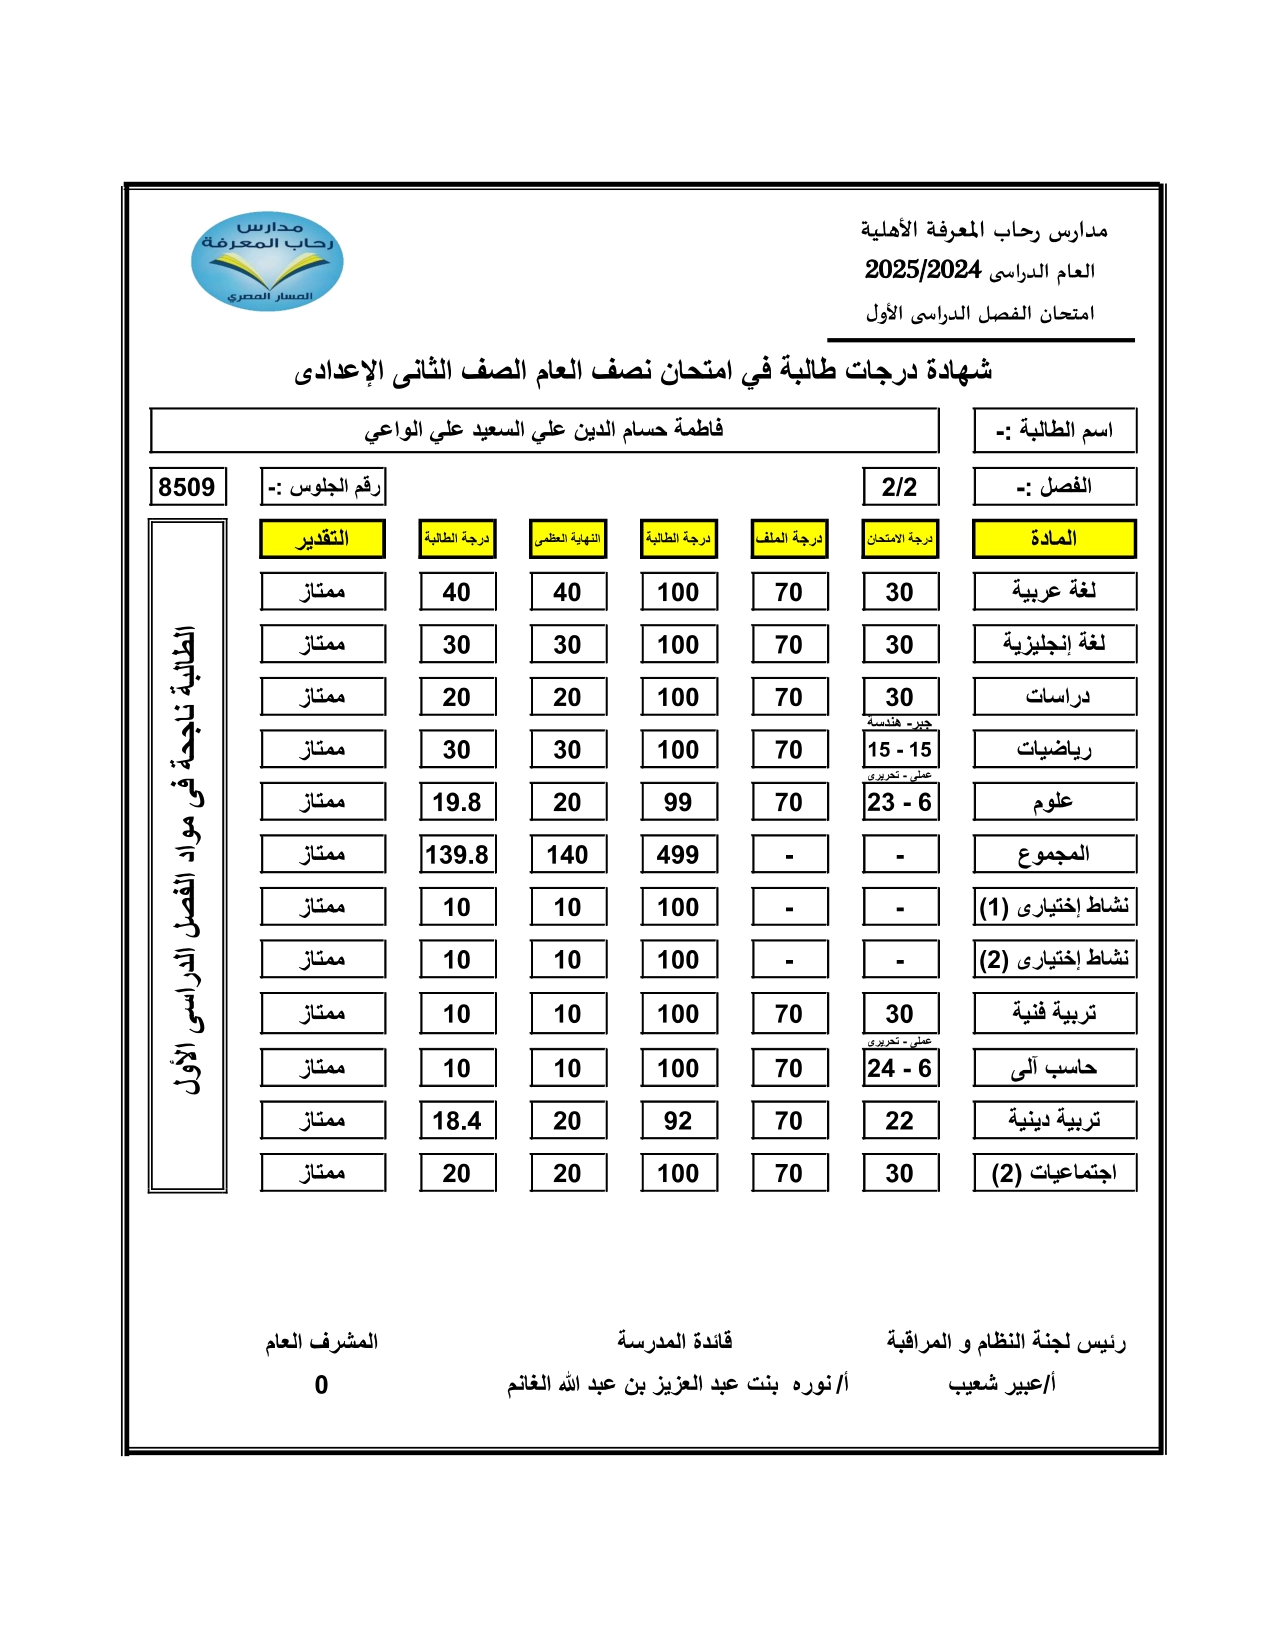 مدارس رحاب المعرفة الأهلية
العام الدراسى 2025/2024
امتحان الفصل الدراسى الأول
مدارس
رحاب المعرفة
المسار المصري
شهادة درجات طالبة في امتحان نصف العام الصف الثانى الإعدادى
اسم الطالبة :- فاطمة حسام الدين علي السعيد علي الواعي
الفصل :- 2/2 رقم الجلوس :- 8509
المادة درجة الامتحان درجة الملف درجة الطالبة النهاية العظمى درجة الطالبة التقدير
لغة عربية 30 70 100 40 40 ممتاز
لغة إنجليزية 30 70 100 30 30 ممتاز
دراسات 30 70 100 20 20 ممتاز
جبر- هندسة
رياضيات 15 - 15 70 100 30 30 ممتاز
عملي - تحريرى
علوم 6 - 23 70 99 20 19.8 ممتاز
المجموع - - 499 140 139.8 ممتاز
نشاط إختيارى (1) - - 100 10 10 ممتاز
نشاط إختيارى (2) - - 100 10 10 ممتاز
تربية فنية 30 70 100 10 10 ممتاز
عملي - تحريرى
حاسب آلى 6 - 24 70 100 10 10 ممتاز
تربية دينية 22 70 92 20 18.4 ممتاز
اجتماعيات (2) 30 70 100 20 20 ممتاز
الطالبة ناجحة فى مواد الفصل الدراسى الأول
رئيس لجنة النظام و المراقبة قائدة المدرسة المشرف العام
أ/عبير شعيب أ/ نوره بنت عبد العزيز بن عبد الله الغانم 0